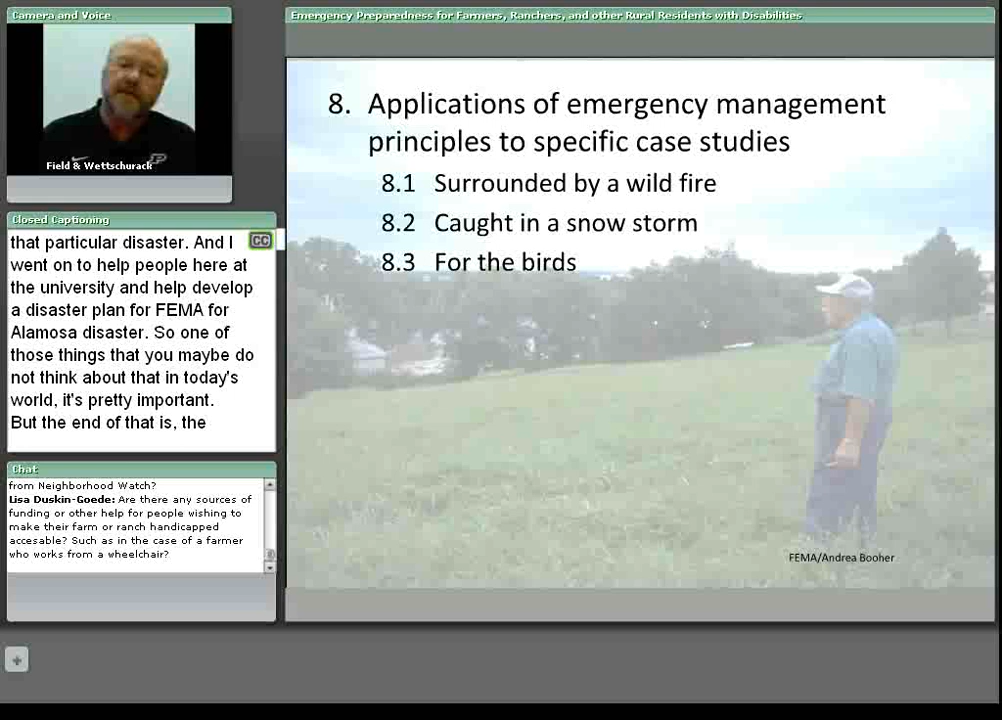 Camera and Voice
Field & Wettschurack
P
Closed Captioning
that particular disaster. And I
CC
went on to help people here at
the university and help develop
a disaster plan for FEMA for
Alamosa disaster. So one of
those things that you maybe do
not think about that in today's
world, it's pretty important.
But the end of that is, the
Chat
from Neighborhood Watch?
Lisa Duskin-Goede: Are there any sources of
funding or other help for people wishing to
make their farm or ranch handicapped
accesable? Such as in the case of a farmer
who works from a wheelchair?
Emergency Preparedness for Farmers, Ranchers, and other Rural Residents with Disabilities
8. Applications of emergency management
principles to specific case studies
8.1 Surrounded by a wild fire
8.2 Caught in a snow storm
8.3 For the birds
FEMA/Andrea Booher